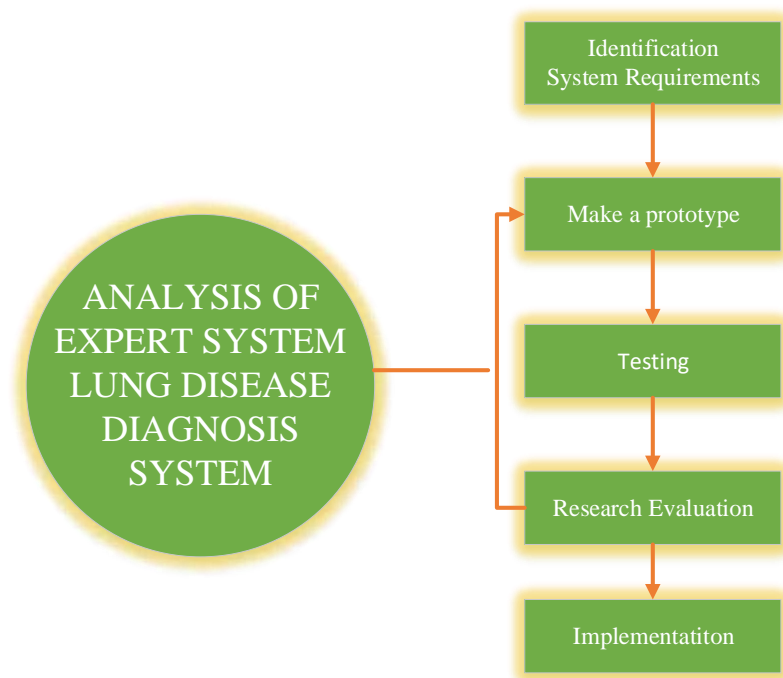 ANALYSIS OF
EXPERT SYSTEM
LUNG DISEASE
DIAGNOSIS
SYSTEM
Identification
System Requirements
Make a prototype
Testing
Research Evaluation
Implementatiton